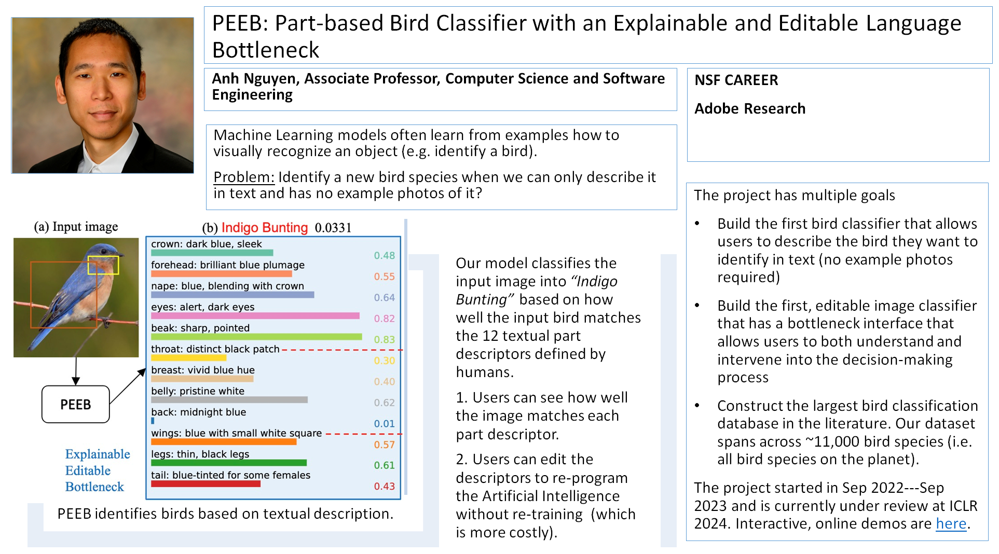 PEEB: Part-based Bird Classifier with an Explainable and Editable Language
Bottleneck
Anh Nguyen, Associate Professor, Computer Science and Software
Engineering
NSF CAREER
Adobe Research
Machine Learning models often learn from examples how to
visually recognize an object (e.g. identify a bird).
Problem: Identify a new bird species when we can only describe it
in text and has no example photos of it?
(a) Input image
(b) Indigo Bunting 0.0331
crown: dark blue, sleek
0.48
forehead: brilliant blue plumage
0.55
nape: blue, blending with crown
0.64
eyes: alert, dark eyes
0.82
beak: sharp, pointed
0.83
throat: distinct black patch
0.30
breast: vivid blue hue
0.40
belly: pristine white
0.62
back: midnight blue
0.01
wings: blue with small white square
0.57
legs: thin, black legs
0.61
tail: blue-tinted for some females
0.43
PEEB
Explainable
Editable
Bottleneck
PEEB identifies birds based on textual description.
Our model classifies the
input image into “Indigo
Bunting” based on how
well the input bird matches
the 12 textual part
descriptors defined by
humans.
1. Users can see how well
the image matches each
part descriptor.
2. Users can edit the
descriptors to re-program
the Artificial Intelligence
without re-training (which
is more costly).
The project has multiple goals
• Build the first bird classifier that allows
users to describe the bird they want to
identify in text (no example photos
required)
• Build the first, editable image classifier
that has a bottleneck interface that
allows users to both understand and
intervene into the decision-making
process
• Construct the largest bird classification
database in the literature. Our dataset
spans across ~11,000 bird species (i.e.
all bird species on the planet).
The project started in Sep 2022---Sep
2023 and is currently under review at ICLR
2024. Interactive, online demos are here.